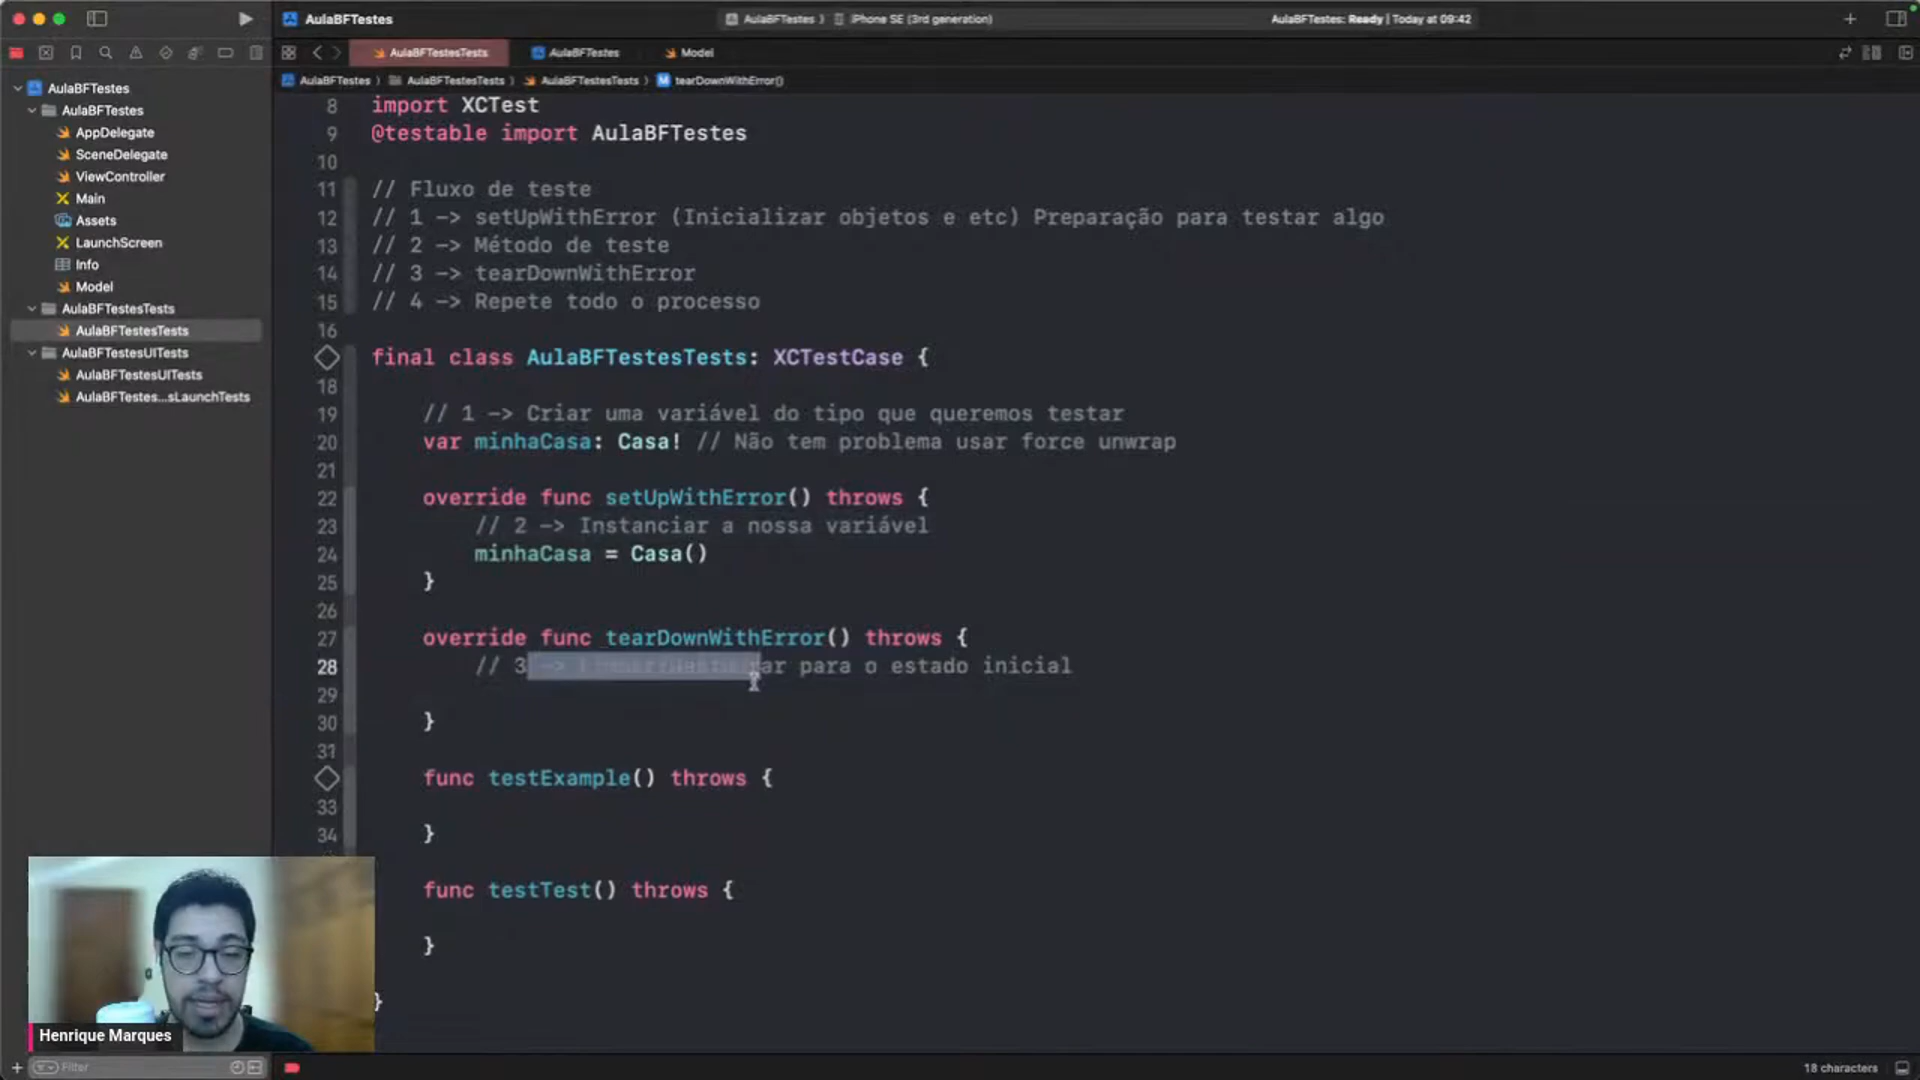 AulaBFTestes
AulaBFTestes
iPhone SE (3rd generation)
AulaBFTestes: Ready | Today at 09:42
AulaBFTestesTests
AulaBFTestes
Model
AulaBFTestes
AulaBFTestesTests
AulaBFTestesTests
M
tearDownWithError()
AulaBFTestes
AulaBFTestes
AppDelegate
SceneDelegate
ViewController
Main
Assets
LaunchScreen
Info
Model
AulaBFTestesTests
AulaBFTestesTests
AulaBFTestesUITests
AulaBFTestesUITests
AulaBFTestes...sLaunchTests
8 import XCTest
9 @testable import AulaBFTestes
10
11 // Fluxo de teste
12 // 1 -> setUpWithError (Inicializar objetos e etc) Preparação para testar algo
13 // 2 -> Método de teste
14 // 3 -> tearDownWithError
15 // 4 -> Repete todo o processo
16
final class AulaBFTestesTests: XCTestCase {
18
19 // 1 -> Criar uma variável do tipo que queremos testar
20 var minhaCasa: Casa! // Não tem problema usar force unwrap
21
22 override func setUpWithError() throws {
23 // 2 -> Instanciar a nossa variável
24 minhaCasa = Casa()
25 }
26
27 override func tearDownWithError() throws {
28 // 3 -> para o estado inicial
29
30 }
31
func testExample() throws {
33
34 }
func testTest() throws {
}
}
Henrique Marques
Filter
18 characters